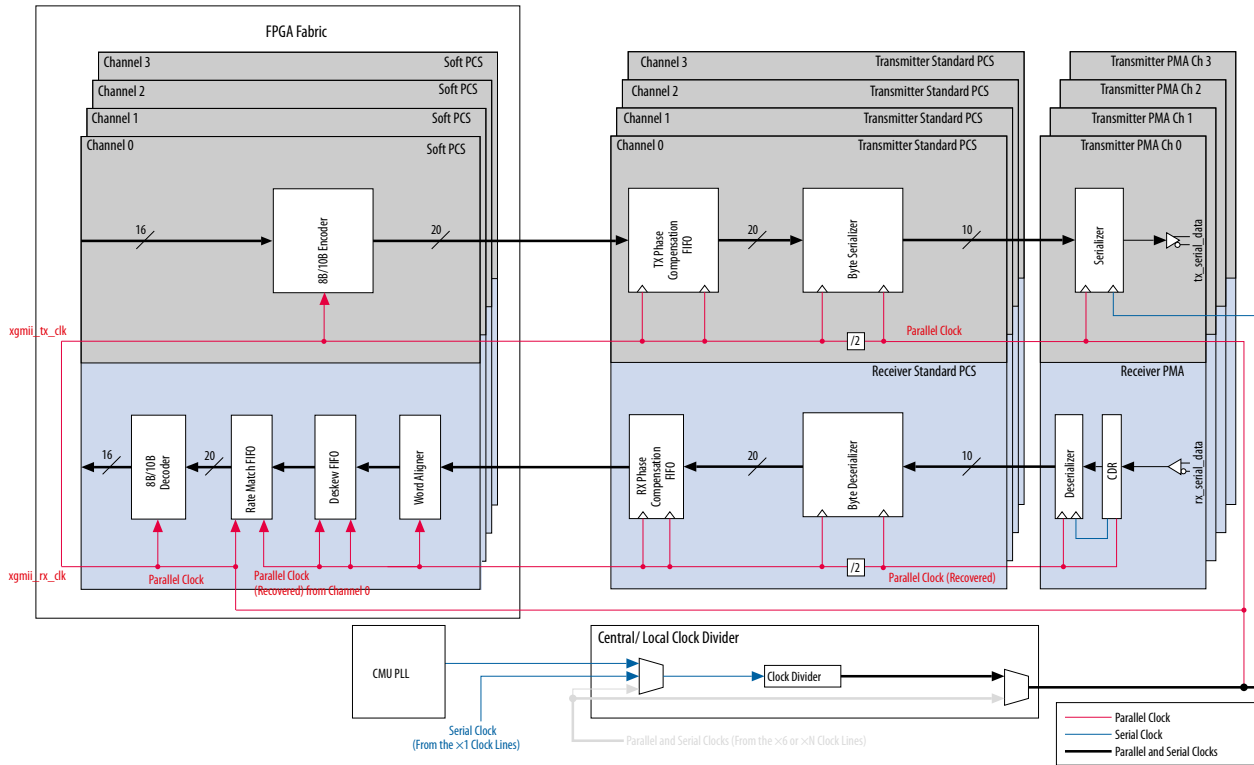 FPGA Fabric
Channel 3
Soft PCS
Channel 2
Soft PCS
Channel 1
Soft PCS
Channel 0
Soft PCS
16
8B/10B Encoder
20
xgmii_tx_clk
Channel 3
Transmitter Standard PCS
Channel 2
Transmitter Standard PCS
Channel 1
Transmitter Standard PCS
Channel 0
Transmitter Standard PCS
TX Phase
Compensation
FIFO
20
Byte Serializer
10
/2
Parallel Clock
Transmitter PMA Ch 3
Transmitter PMA Ch 2
Transmitter PMA Ch 1
Transmitter PMA Ch 0
Serializer
tx_serial_data
16
8B/10B
Decoder
20
Rate Match FIFO
Deskew FIFO
Word Aligner
xgmii_rx_clk
Parallel Clock
Parallel Clock
(Recovered) from Channel 0
Receiver Standard PCS
RX Phase
Compensation
FIFO
20
Byte Deserializer
10
/2
Parallel Clock (Recovered)
Receiver PMA
Deserializer
CDR
rx_serial_data
CMU PLL
Central/ Local Clock Divider
Clock Divider
Serial Clock
(From the ×1 Clock Lines)
Parallel and Serial Clocks (From the ×6 or ×N Clock Lines)
Parallel Clock
Serial Clock
Parallel and Serial Clocks